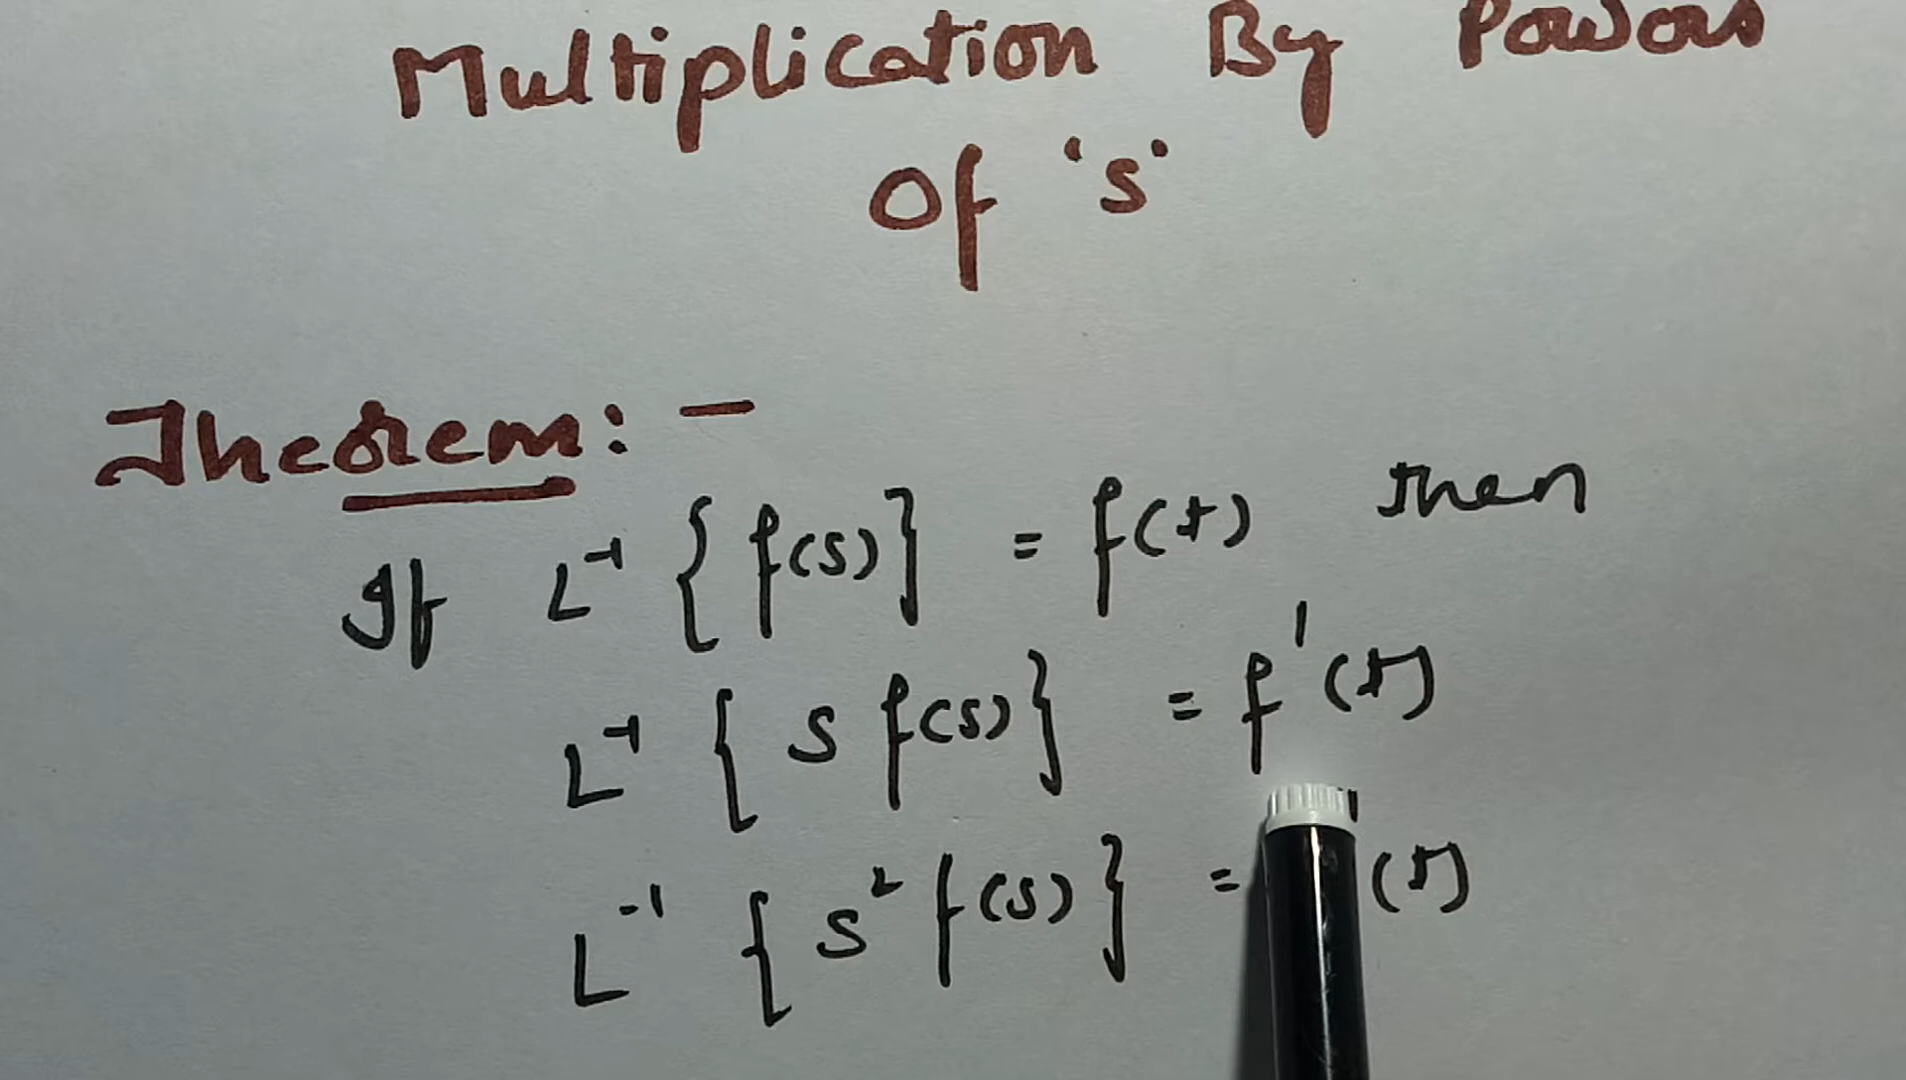 Multiplication By Powers
Of 's'
Theorem: -
If L⁻¹ { f(s) } = f(t) then
L⁻¹ { s f(s) } = f'(t)
L⁻¹ { s² f(s) } = (t)